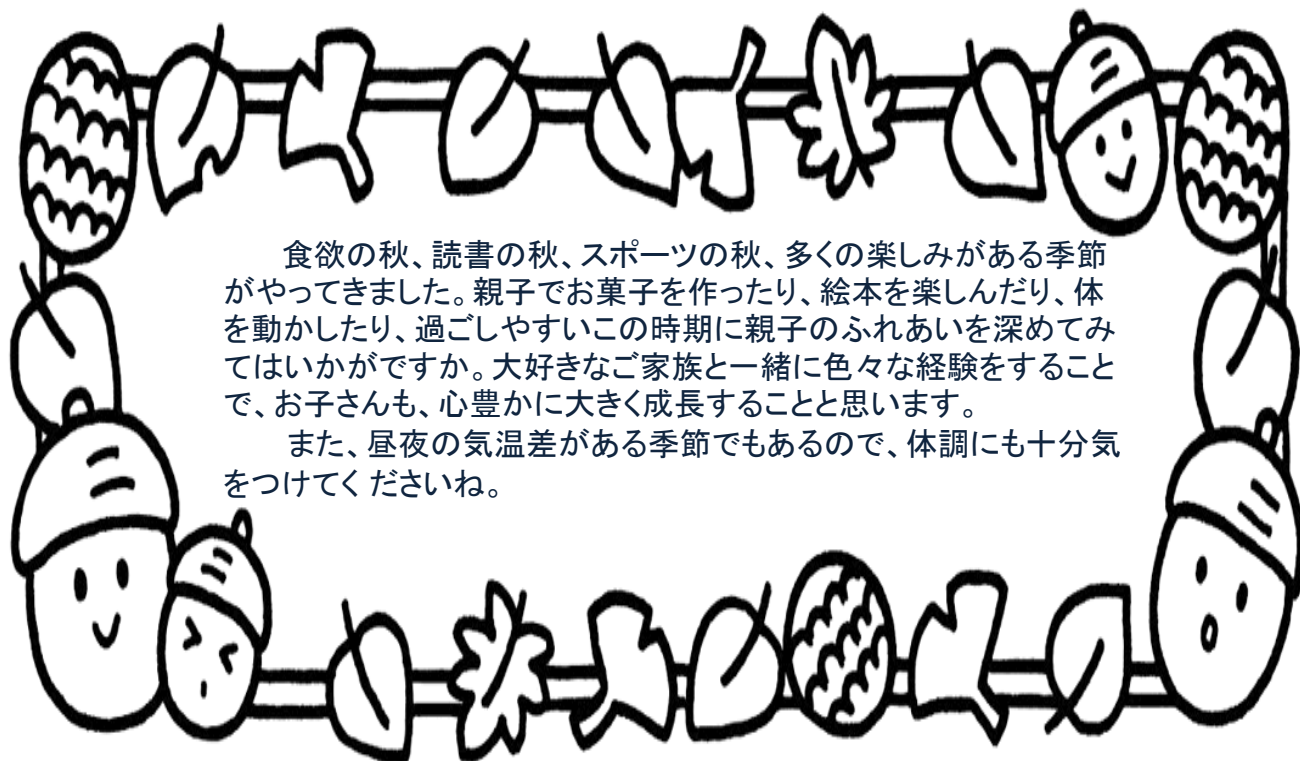 食欲の秋、読書の秋、スポーツの秋、多くの楽しみがある季節
がやってきました。親子でお菓子を作ったり、絵本を楽しんだり、体
を動かしたり、過ごしやすいこの時期に親子のふれあいを深めてみ
てはいかがですか。大好きなご家族と一緒に色々な経験をすること
で、お子さんも、心豊かに大きく成長することと思います。
　　また、昼夜の気温差がある季節でもあるので、体調にも十分気
をつけてくださいね。